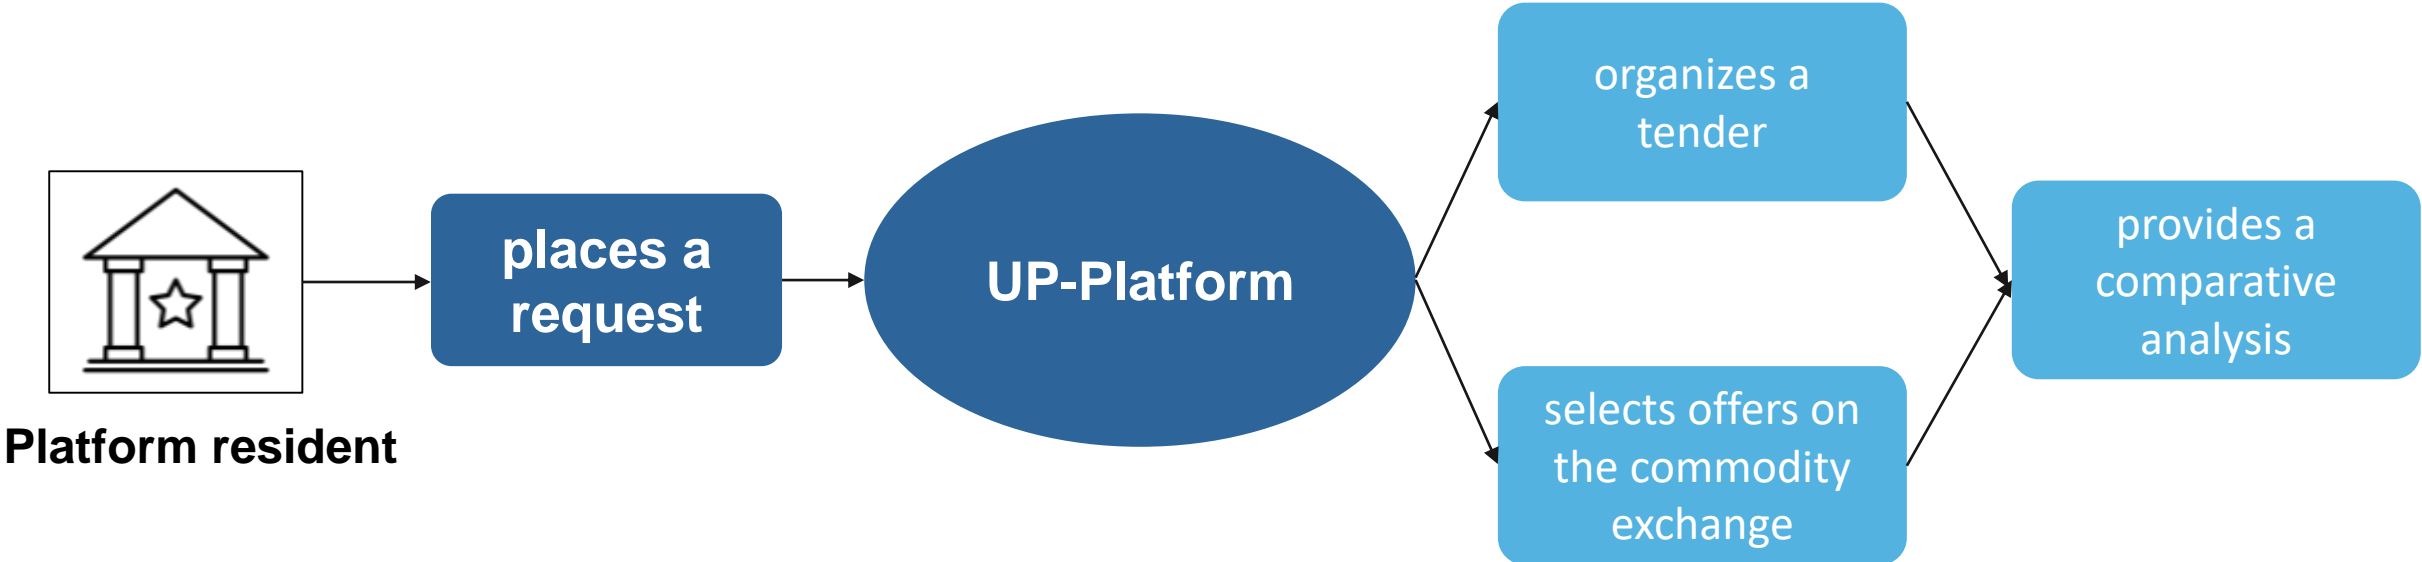 Platform resident
places a
request
UP-Platform
organizes a
tender
selects offers on
the commodity
exchange
provides a
comparative
analysis